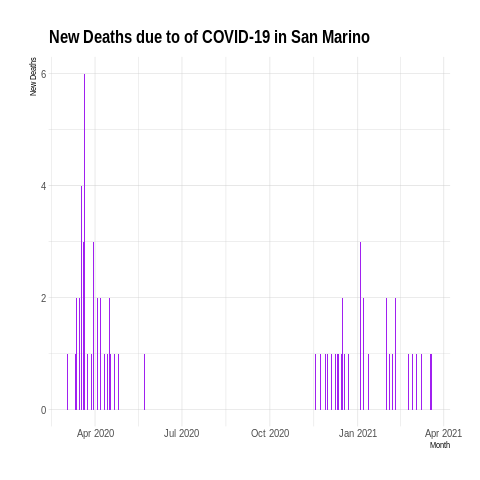 New Deaths due to of COVID-19 in San Marino
New Deaths
6
4
2
0
Apr 2020 Jul 2020 Oct 2020 Jan 2021 Apr 2021
Month